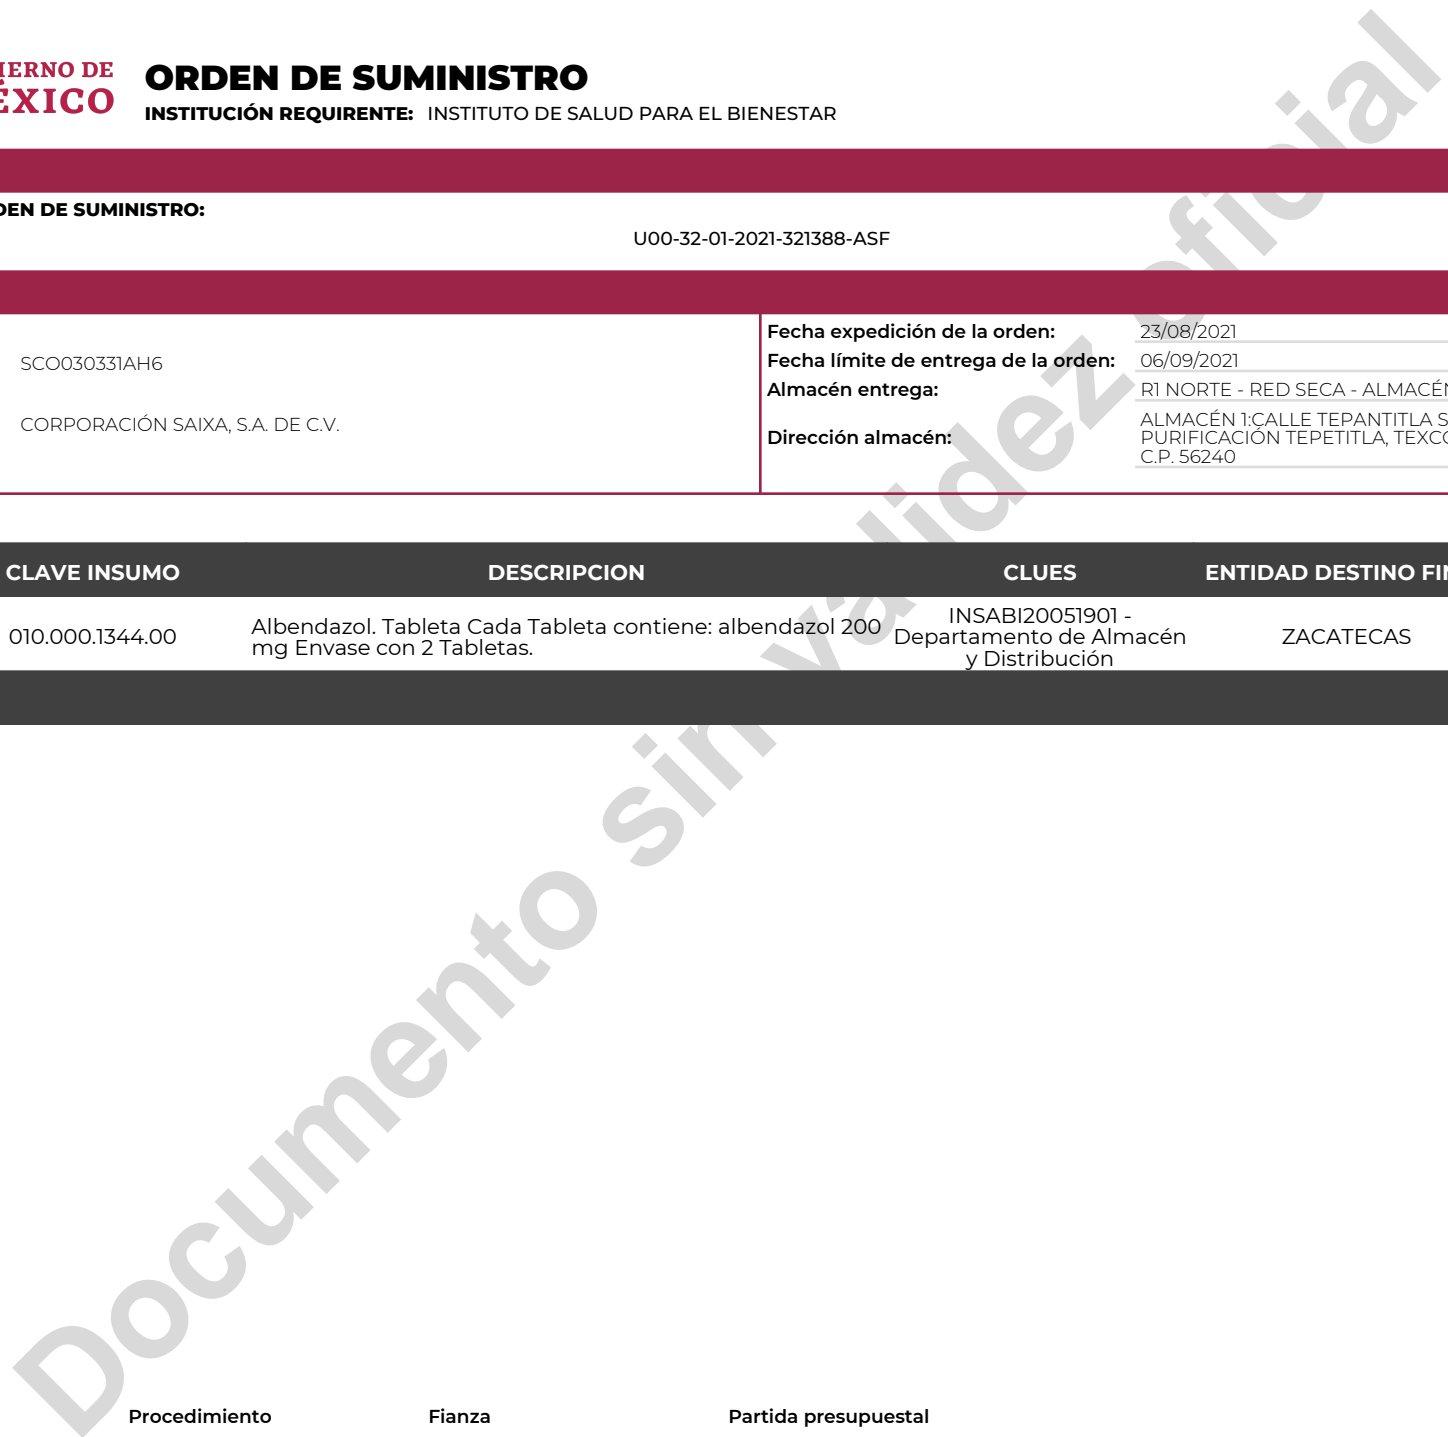 IERNO DE
ÉXICO
ORDEN DE SUMINISTRO
INSTITUCIÓN REQUIRENTE: INSTITUTO DE SALUD PARA EL BIENESTAR
DEN DE SUMINISTRO:
U00-32-01-2021-321388-ASF
SCO030331AH6
CORPORACIÓN SAIXA, S.A. DE C.V.
Fecha expedición de la orden: 23/08/2021
Fecha límite de entrega de la orden: 06/09/2021
Almacén entrega: R1 NORTE - RED SECA - ALMACÉN
Dirección almacén:
ALMACÉN 1:CALLE TEPANTITLA S
PURIFICACIÓN TEPETITLA, TEXCO
C.P. 56240
CLAVE INSUMO DESCRIPCION CLUES ENTIDAD DESTINO FIN
010.000.1344.00
Albendazol. Tableta Cada Tableta contiene: albendazol 200
mg Envase con 2 Tabletas.
INSABI20051901 -
Departamento de Almacén
y Distribución
ZACATECAS
Documento sin validez oficial
Procedimiento Fianza Partida presupuestal